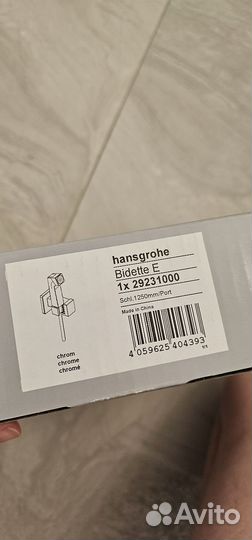 hansgrohe
Bidette E
1x 29231000
Schl.1250mm/Port
Made in China
chrom
chrome
chromé
4 059625 404393
Avito